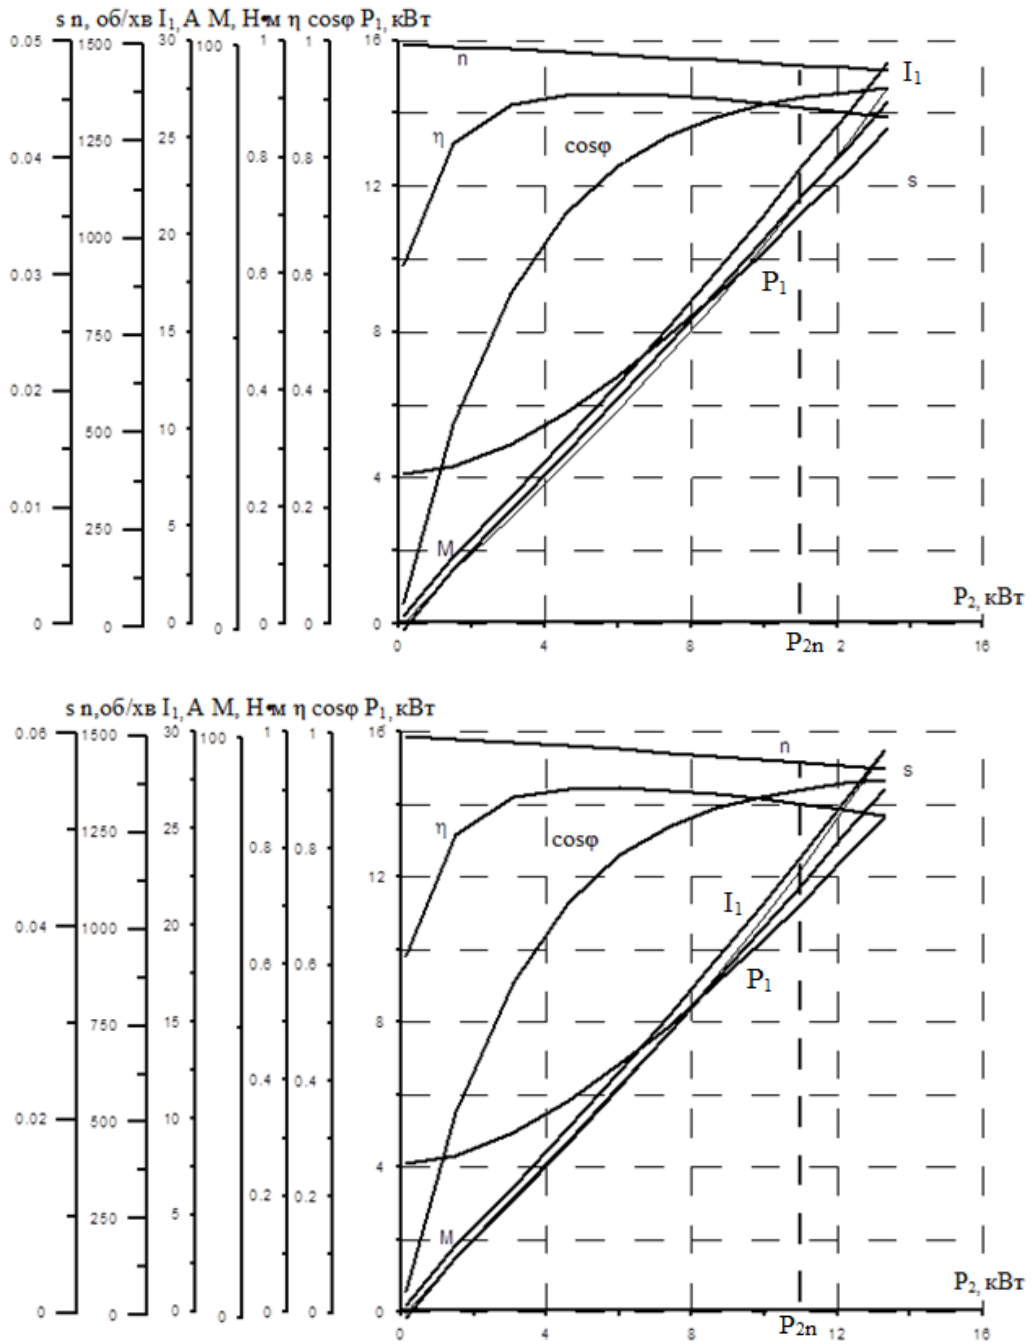 s n, об/хв I₁, А М, Н•м η cosφ P₁, кВт
0.05 1500 30 100 1 1 16
n
I₁
1250 25
η
cosφ
0.04 0.8 0.8
12
s
1000 20
0.03 0.6 0.6
P₁
750 15
8
0.02 0.4 0.4
500 10
4
0.01 0.2 0.2
250 5
M
P₂, кВт
0 0 0 0 0 0 0
0 4 8 P₂ₙ 2 16
s n,об/хв I₁, А М, Н•м η cosφ P₁, кВт
0.06 1500 30 100 1 1 16
n
s
1250 25
η
cosφ
0.8 0.8
12
I₁
0.04 1000 20
0.6 0.6
P₁
750 15
8
0.4 0.4
0.02 500 10
4
0.2 0.2
250 5
M
P₂, кВт
0 0 0 0 0 0 0
0 4 8 P₂ₙ 12 16